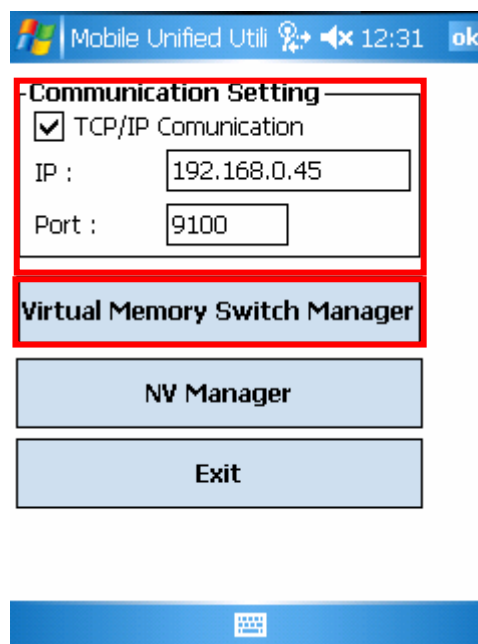 Mobile Unified Utili 12:31 ok
Communication Setting
TCP/IP Comunication
IP : 192.168.0.45
Port : 9100
Virtual Memory Switch Manager
NV Manager
Exit